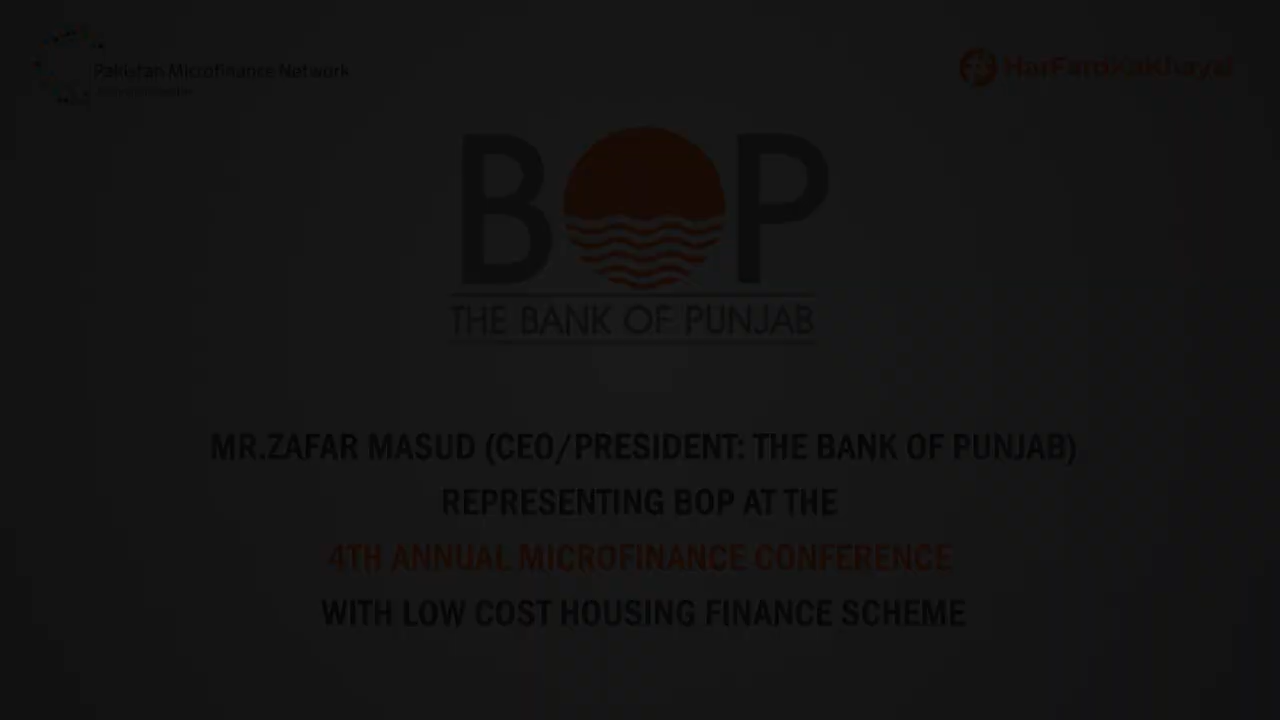 Pakistan Microfinance Network
HarFardKaKhayal
BOP
THE BANK OF PUNJAB
MR.ZAFAR MASUD (CEO/PRESIDENT: THE BANK OF PUNJAB)
REPRESENTING BOP AT THE
4TH ANNUAL MICROFINANCE CONFERENCE
WITH LOW COST HOUSING FINANCE SCHEME